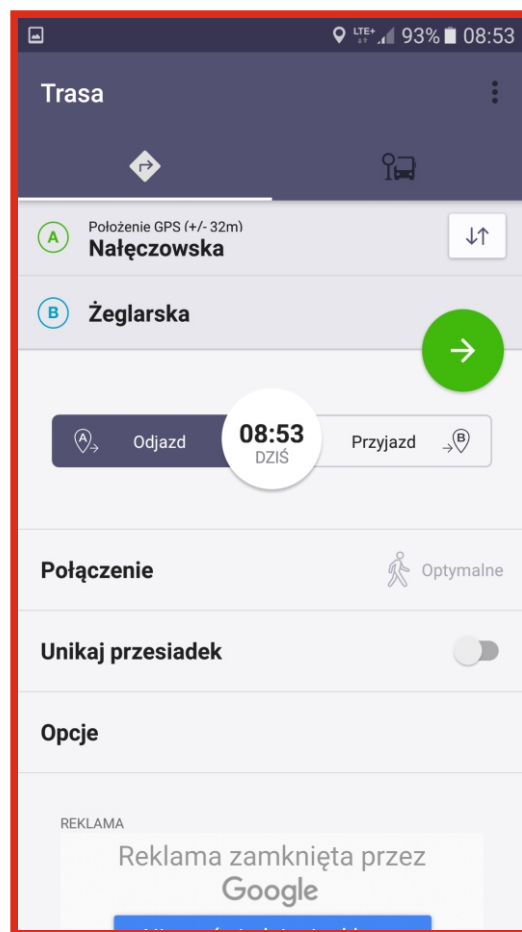 LTE+ 93% 08:53
Trasa
A Położenie GPS (+/- 32m)
Nałęczowska
B Żeglarska
A Odjazd 08:53 Przyjazd B
DZIŚ
Połączenie Optymalne
Unikaj przesiadek
Opcje
REKLAMA
Reklama zamknięta przez
Google